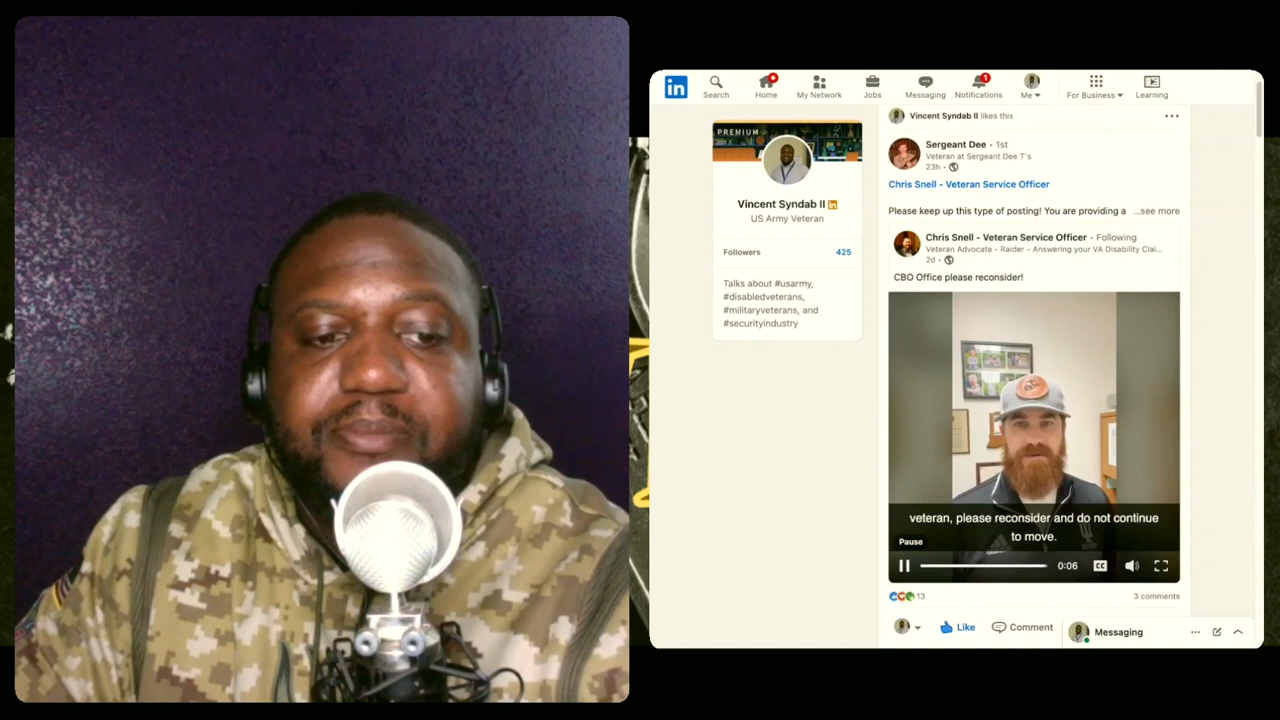 in
Search
Home
My Network
Jobs
Messaging
1
Notifications
Me
For Business
Learning
Vincent Syndab II likes this
PREMIUM
Vincent Syndab II in
US Army Veteran
Followers 425
Talks about #usarmy,
#disabledveterans,
#militaryveterans, and
#securityindustry
Sergeant Dee • 1st
Veteran at Sergeant Dee T's
23h •
Chris Snell - Veteran Service Officer
Please keep up this type of posting! You are providing a ...see more
Chris Snell - Veteran Service Officer • Following
Veteran Advocate - Raider - Answering your VA Disability Clai...
2d •
CBO Office please reconsider!
veteran, please reconsider and do not continue
to move.
Pause
0:06
CC
13
3 comments
Like
Comment
Messaging